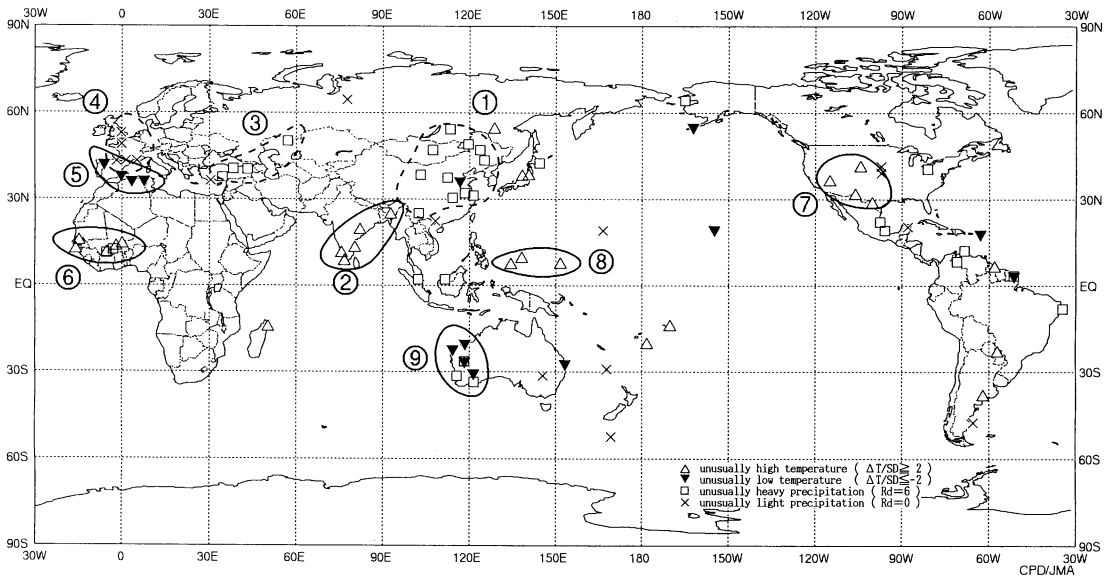 30W 0 30E 60E 90E 120E 150E 180 150W 120W 90W 60W 30W
90N 90N
④ ① 60N 60N
③
⑤ 30N 30N
⑦
⑥ ② ⑧
EQ EQ
⑨
30S 30S
60S 60S
△ unusually high temperature ( ΔT/SD≧ 2 )
▼ unusually low temperature ( ΔT/SD≦-2 )
□ unusually heavy precipitation ( Rd=6 )
× unusually light precipitation ( Rd=0 )
90S 90S
30W 0 30E 60E 90E 120E 150E 180 150W 120W 90W 60W 30W
CPD/JMA